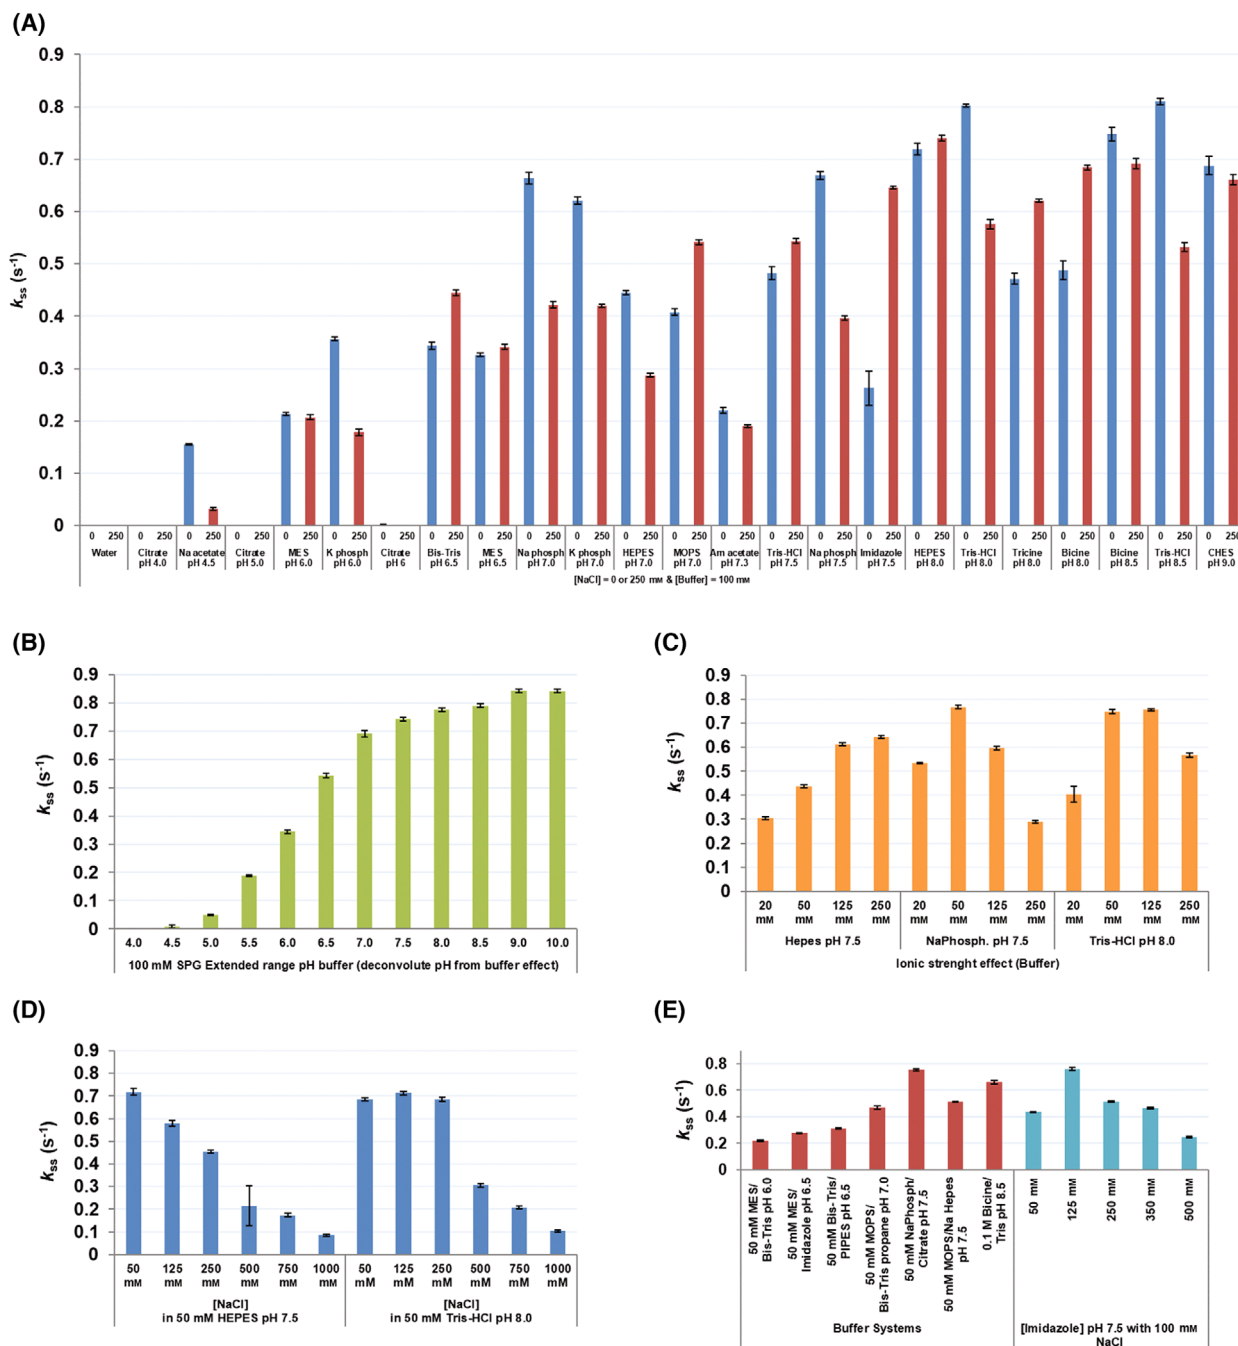 (A)
0.9
0.8
0.7
0.6
0.5
0.4
0.3
0.2
0.1
0
kss (s-1)
0 250 0 250 0 250 0 250 0 250 0 250 0 250 0 250 0 250 0 250 0 250 0 250 0 250 0 250 0 250 0 250 0 250 0 250 0 250 0 250 0 250 0 250 0 250 0 250
Water Citrate Na acetate Citrate MES K phosph Citrate Bis-Tris MES Na phosph K phosph HEPES MOPS Am acetate Tris-HCl Na phosph Imidazole HEPES Tris-HCl Tricine Bicine Bicine Tris-HCl CHES
pH 4.0 pH 4.5 pH 5.0 pH 6.0 pH 6.0 pH 6 pH 6.5 pH 6.5 pH 7.0 pH 7.0 pH 7.0 pH 7.0 pH 7.3 pH 7.5 pH 7.5 pH 7.5 pH 8.0 pH 8.0 pH 8.0 pH 8.0 pH 8.5 pH 8.5 pH 9.0
[NaCl] = 0 or 250 mM & [Buffer] = 100 mM
(B)
0.9
0.8
0.7
0.6
0.5
0.4
0.3
0.2
0.1
0
kss (s-1)
4.0 4.5 5.0 5.5 6.0 6.5 7.0 7.5 8.0 8.5 9.0 10.0
100 mM SPG Extended range pH buffer (deconvolute pH from buffer effect)
(C)
0.9
0.8
0.7
0.6
0.5
0.4
0.3
0.2
0.1
0
kss (s-1)
20 50 125 250 20 50 125 250 20 50 125 250
mM mM mM mM mM mM mM mM mM mM mM mM
Hepes pH 7.5 NaPhosph. pH 7.5 Tris-HCl pH 8.0
Ionic strenght effect (Buffer)
(D)
0.9
0.8
0.7
0.6
0.5
0.4
0.3
0.2
0.1
0
kss (s-1)
50 125 250 500 750 1000 50 125 250 500 750 1000
mM mM mM mM mM mM mM mM mM mM mM mM
[NaCl] [NaCl]
in 50 mM HEPES pH 7.5 in 50 mM Tris-HCl pH 8.0
(E)
0.8
0.6
0.4
0.2
0
kss (s-1)
50 mM MES/
Bis-Tris pH 6.0
50 mM MES/
Imidazole pH 6.5
50 mM Bis-Tris/
PIPES pH 6.5
50 mM MOPS/
Bis-Tris propane pH 7.0
50 mM NaPhosph/
Citrate pH 7.5
50 mM MOPS/Na Hepes
pH 7.5
0.1 M Bicine/
Tris pH 8.5
50 mM
125 mM
250 mM
350 mM
500 mM
Buffer Systems
[Imidazole] pH 7.5 with 100 mM
NaCl